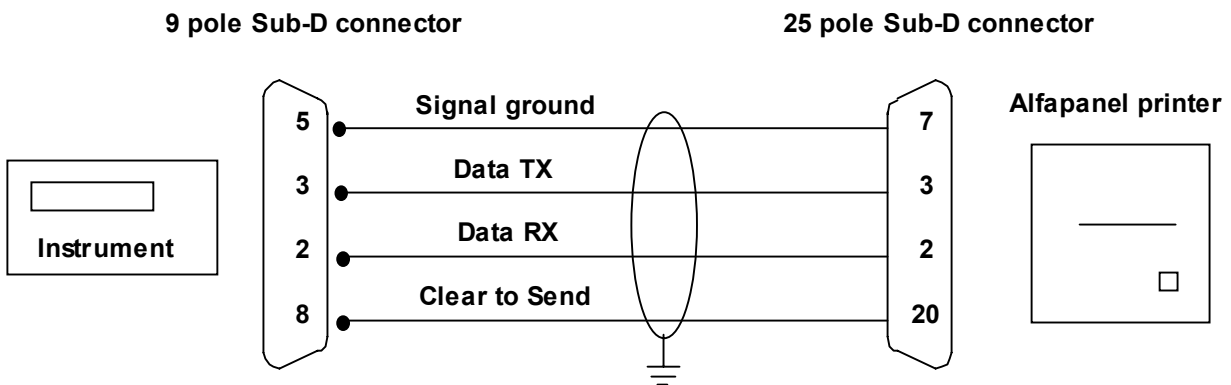 9 pole Sub-D connector
25 pole Sub-D connector
Signal ground
5
7
Alfapanel printer
Data TX
3
3
Data RX
Instrument
2
2
Clear to Send
8
20